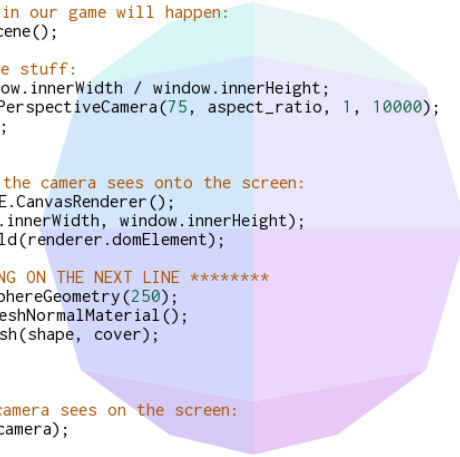 in our game will happen:
cene();
e stuff:
ow.innerWidth / window.innerHeight;
PerspectiveCamera(75, aspect_ratio, 1, 10000);
;
the camera sees onto the screen:
E.CanvasRenderer();
.innerWidth, window.innerHeight);
ld(renderer.domElement);
NG ON THE NEXT LINE ********
phereGeometry(250);
eshNormalMaterial();
sh(shape, cover);
camera sees on the screen:
camera);